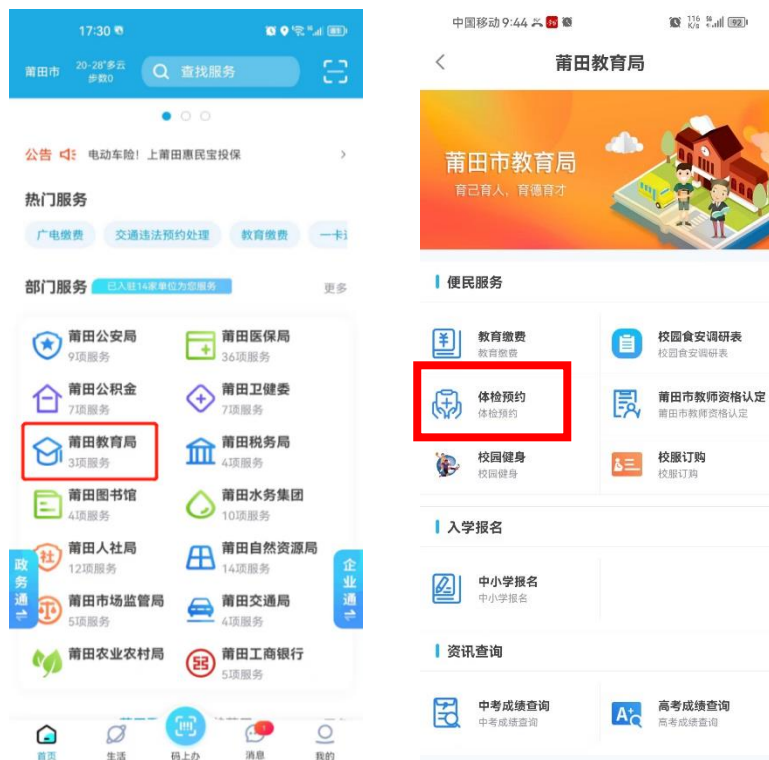 17:30
85
莆田市
20-28°多云
步数0
查找服务
公告
电动车险！上莆田惠民宝投保
热门服务
广电缴费
交通违法预约处理
教育缴费
部门服务
已入驻14家单位为您服务
更多
莆田公安局
9项服务
莆田医保局
36项服务
莆田公积金
7项服务
莆田卫健委
7项服务
莆田教育局
3项服务
莆田税务局
4项服务
莆田图书馆
4项服务
莆田水务集团
10项服务
莆田人社局
12项服务
莆田自然资源局
14项服务
莆田市场监管局
5项服务
莆田交通局
4项服务
莆田农业农村局
莆田工商银行
5项服务
政务通
企业通
社
首页
生活
码上办
消息
我的
中国移动 9:44
116
K/s
92
莆田教育局
莆田市教育局
育己育人，育德育才
便民服务
教育缴费
教育缴费
校园食安调研表
校园食安调研表
体检预约
体检预约
莆田市教师资格认定
莆田市教师资格认定
校园健身
校园健身
校服订购
校服订购
入学报名
中小学报名
中小学报名
资讯查询
中考成绩查询
中考成绩查询
高考成绩查询
高考成绩查询